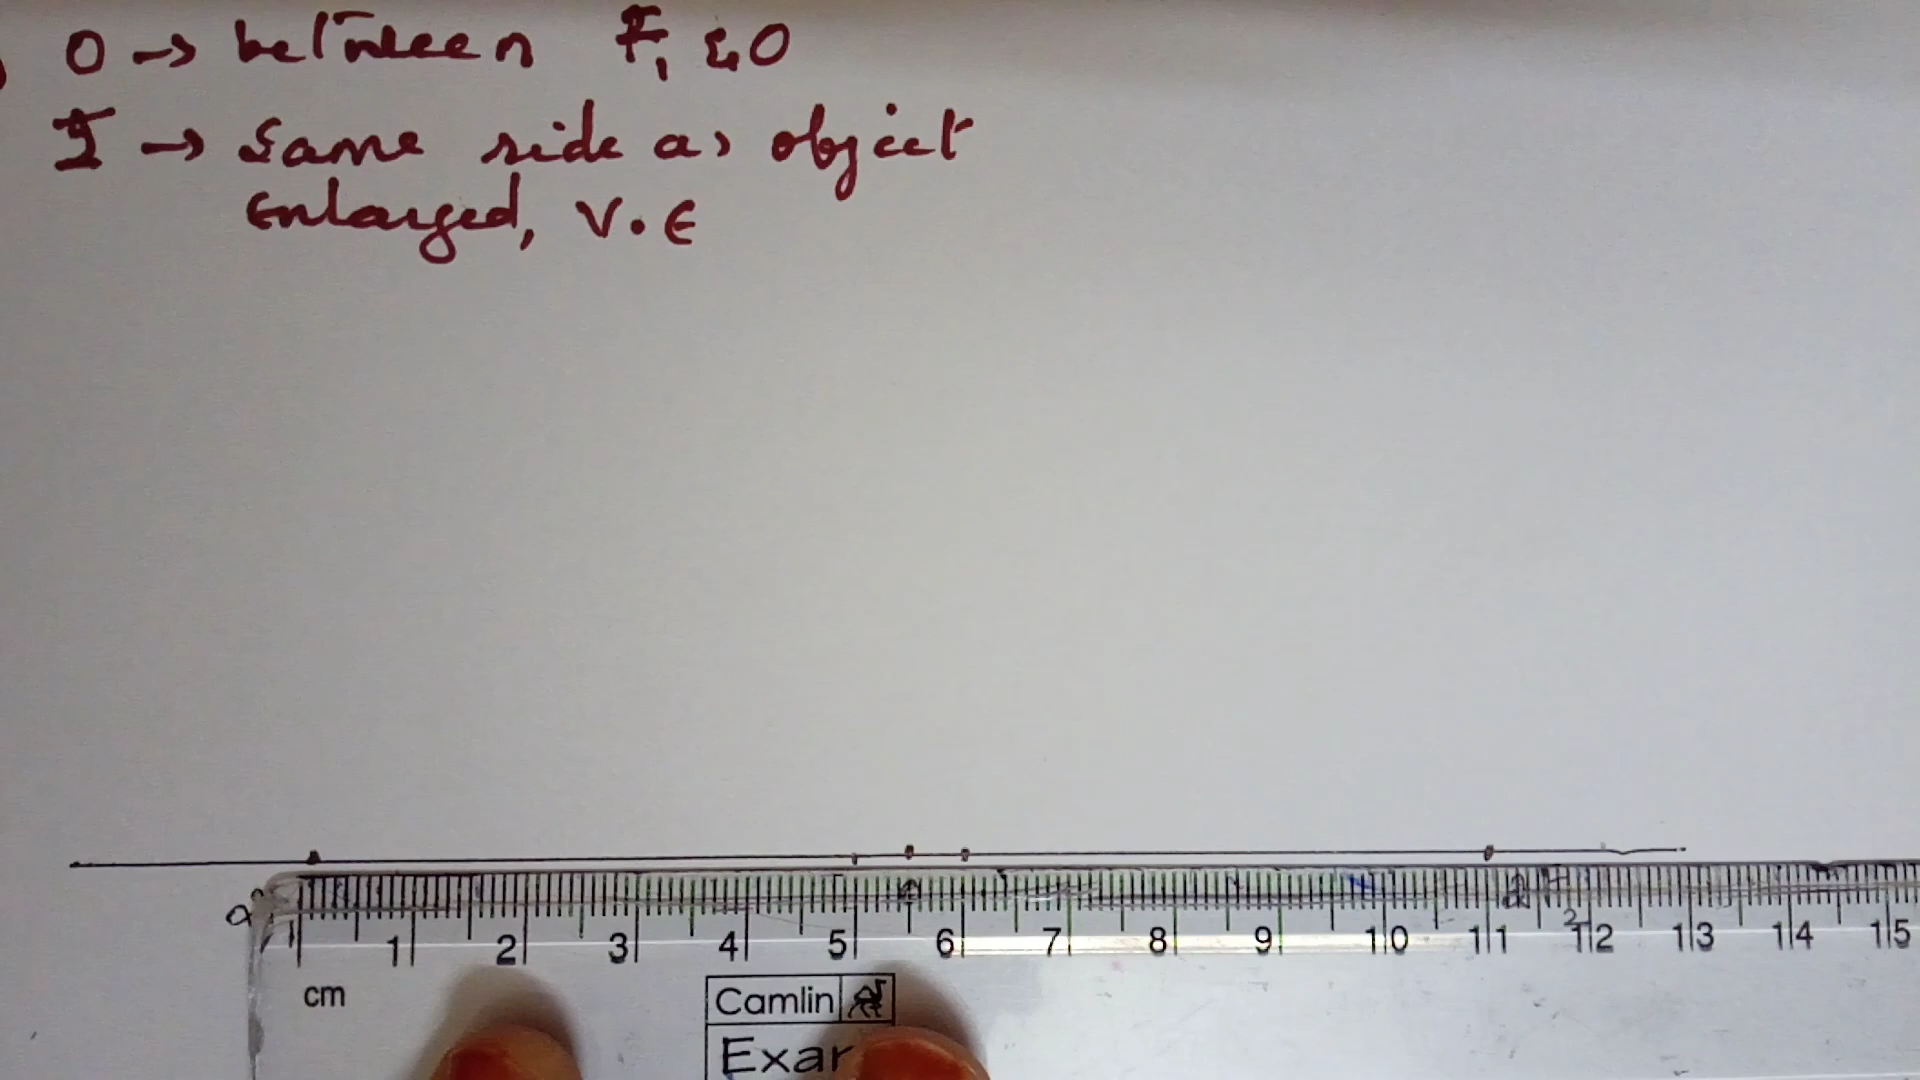 O → between F₁ & O
I → Same side as object
Enlarged, V. E
1 2 3 4 5 6 7 8 9 10 11 12 13 14 15
cm
Camlin
Exam